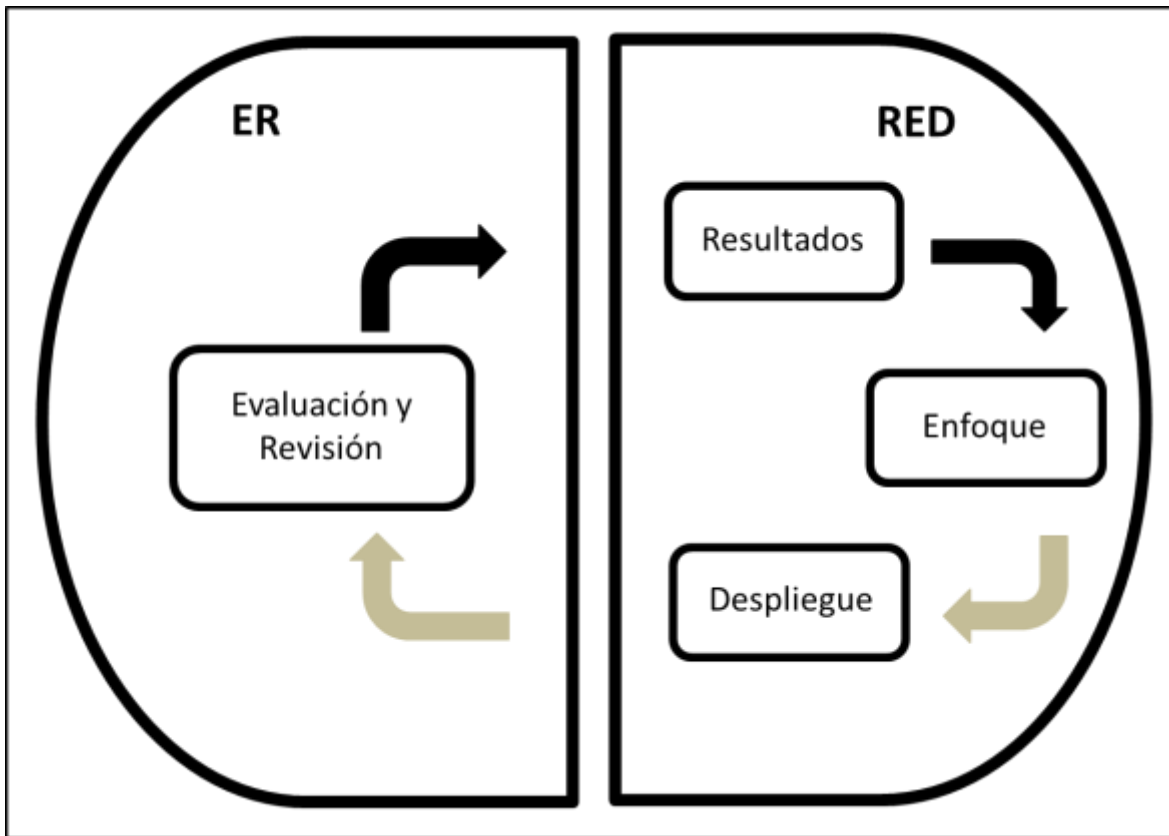 ER
Evaluación y
Revisión
RED
Resultados
Enfoque
Despliegue